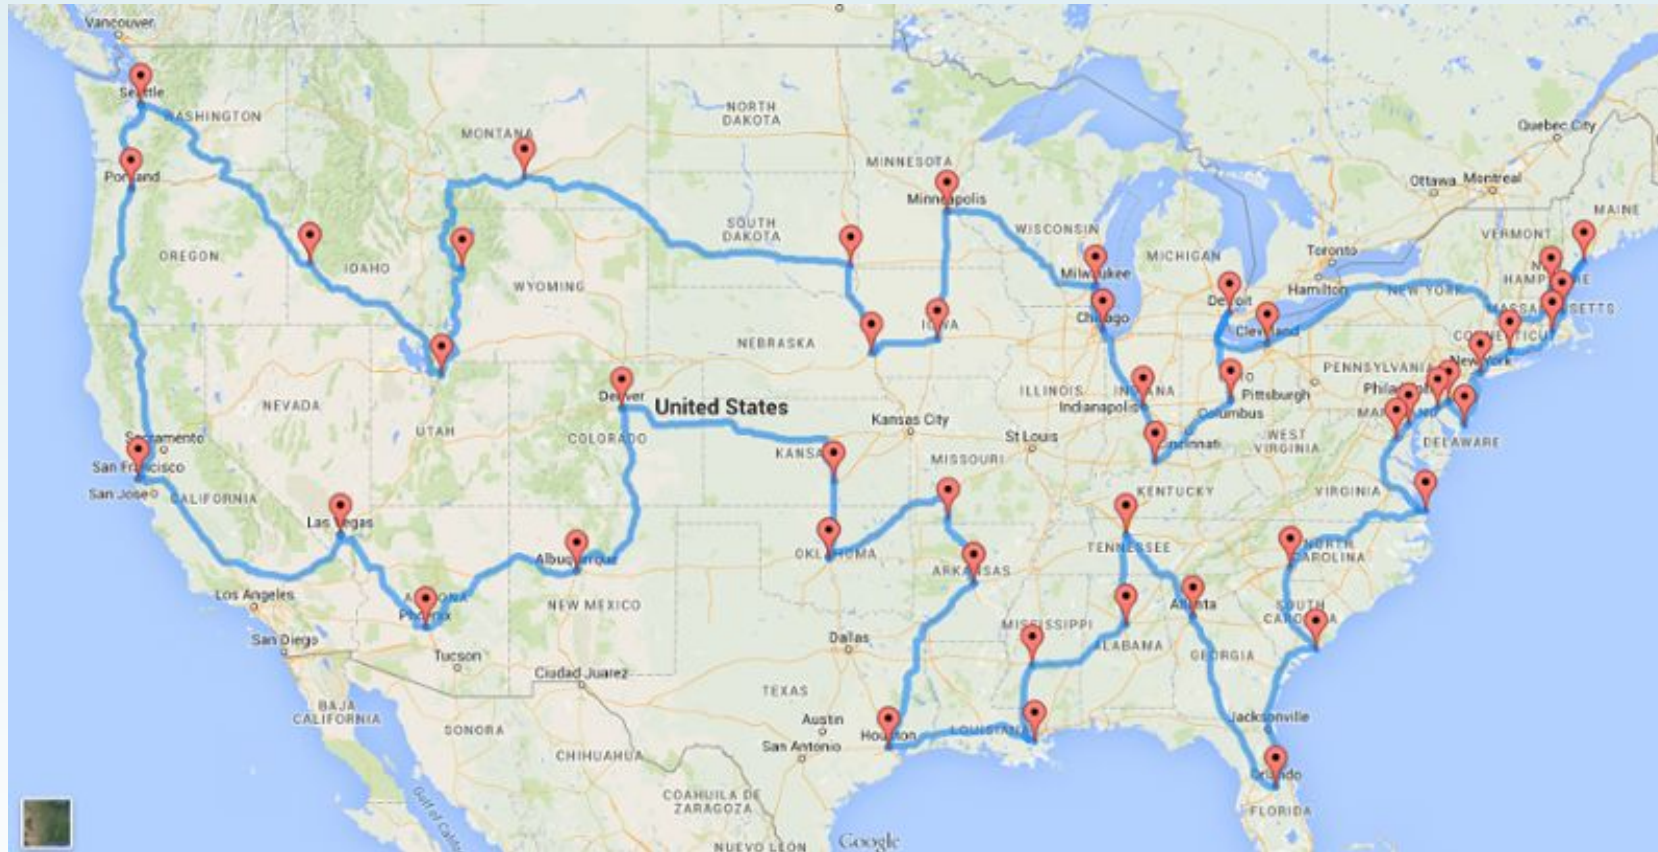 Vancouver
Seattle
WASHINGTON
MONTANA
NORTH
DAKOTA
MINNESOTA
Quebec City
Ottawa
Montreal
MAINE
Portland
Minneapolis
OREGON
IDAHO
SOUTH
DAKOTA
WISCONSIN
MICHIGAN
Toronto
VERMONT
WYOMING
Milwaukee
Hamilton
NEW YORK
Detroit
Chicago
Cleveland
NEBRASKA
IOWA
PENNSYLVANIA
New York
NEVADA
Denver
United States
ILLINOIS
INDIANA
Indianapolis
Pittsburgh
Columbus
UTAH
COLORADO
Kansas City
St Louis
Cincinnati
WEST
VIRGINIA
DELAWARE
Sacramento
San Francisco
San Jose
CALIFORNIA
KANSAS
MISSOURI
KENTUCKY
VIRGINIA
Las Vegas
Albuquerque
OKLAHOMA
ARKANSAS
TENNESSEE
NORTH
CAROLINA
Los Angeles
Phoenix
NEW MEXICO
Atlanta
SOUTH
San Diego
Tucson
Dallas
MISSISSIPPI
ALABAMA
GEORGIA
Ciudad Juarez
BAJA
CALIFORNIA
SONORA
CHIHUAHUA
TEXAS
Austin
San Antonio
Houston
LOUISIANA
Jacksonville
Orlando
FLORIDA
COAHUILA DE
ZARAGOZA
NUEVO LEON
Google